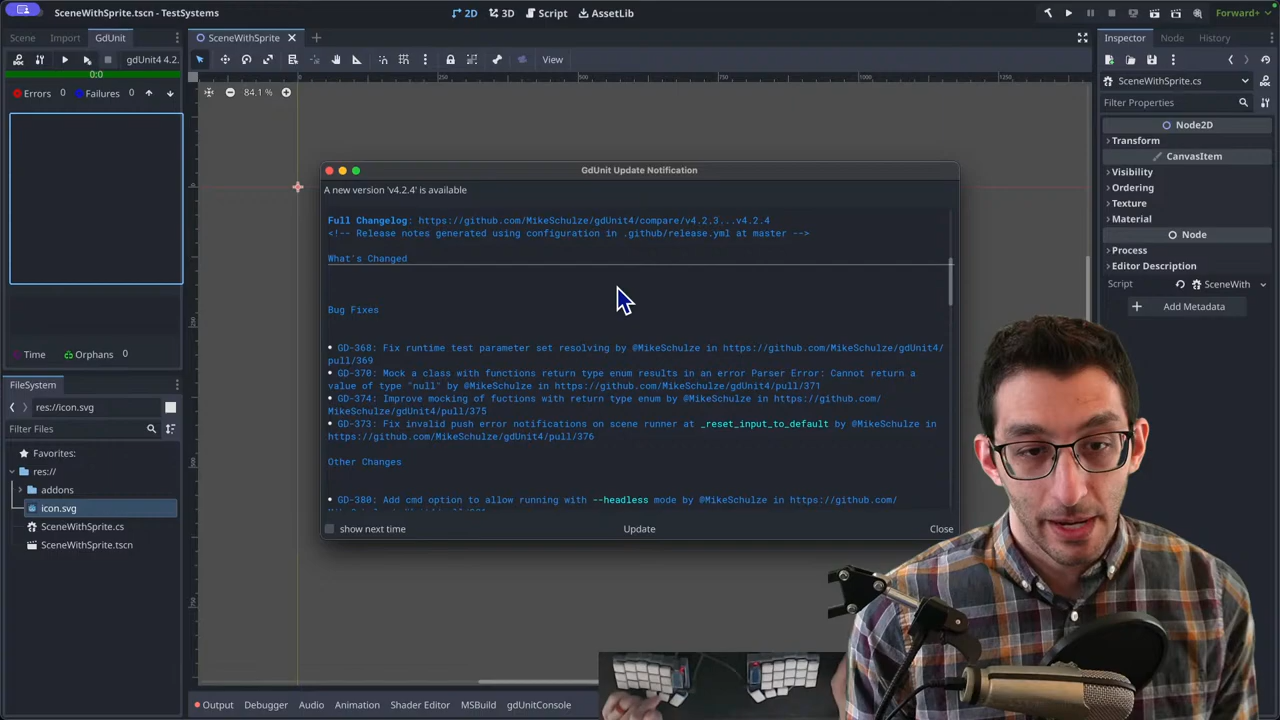 SceneWithSprite.tscn - TestSystems
2D
3D
Script
AssetLib
Forward+
Scene
Import
GdUnit
SceneWithSprite
Inspector
Node
History
gdUnit4 4.2.
View
0:0
SceneWithSprite.cs
Errors 0
Failures 0
84.1 %
Filter Properties
Node2D
Transform
CanvasItem
Visibility
Ordering
Texture
Material
Node
Process
Editor Description
Script
SceneWith
Add Metadata
250
500
750
1000
1250
GdUnit Update Notification
A new version 'v4.2.4' is available
Full Changelog: https://github.com/MikeSchulze/gdUnit4/compare/v4.2.3...v4.2.4
<!-- Release notes generated using configuration in .github/release.yml at master -->
What's Changed
Bug Fixes
• GD-368: Fix runtime test parameter set resolving by @MikeSchulze in https://github.com/MikeSchulze/gdUnit4/
pull/369
• GD-370: Mock a class with functions return type enum results in an error Parser Error: Cannot return a
value of type "null" by @MikeSchulze in https://github.com/MikeSchulze/gdUnit4/pull/371
• GD-374: Improve mocking of fuctions with return type enum by @MikeSchulze in https://github.com/
MikeSchulze/gdUnit4/pull/375
• GD-373: Fix invalid push error notifications on scene runner at _reset_input_to_default by @MikeSchulze in
https://github.com/MikeSchulze/gdUnit4/pull/376
Other Changes
• GD-380: Add cmd option to allow running with --headless mode by @MikeSchulze in https://github.com/
show next time
Update
Close
Time
Orphans 0
FileSystem
res://icon.svg
Filter Files
Favorites:
res://
addons
icon.svg
SceneWithSprite.cs
SceneWithSprite.tscn
Output
Debugger
Audio
Animation
Shader Editor
MSBuild
gdUnitConsole